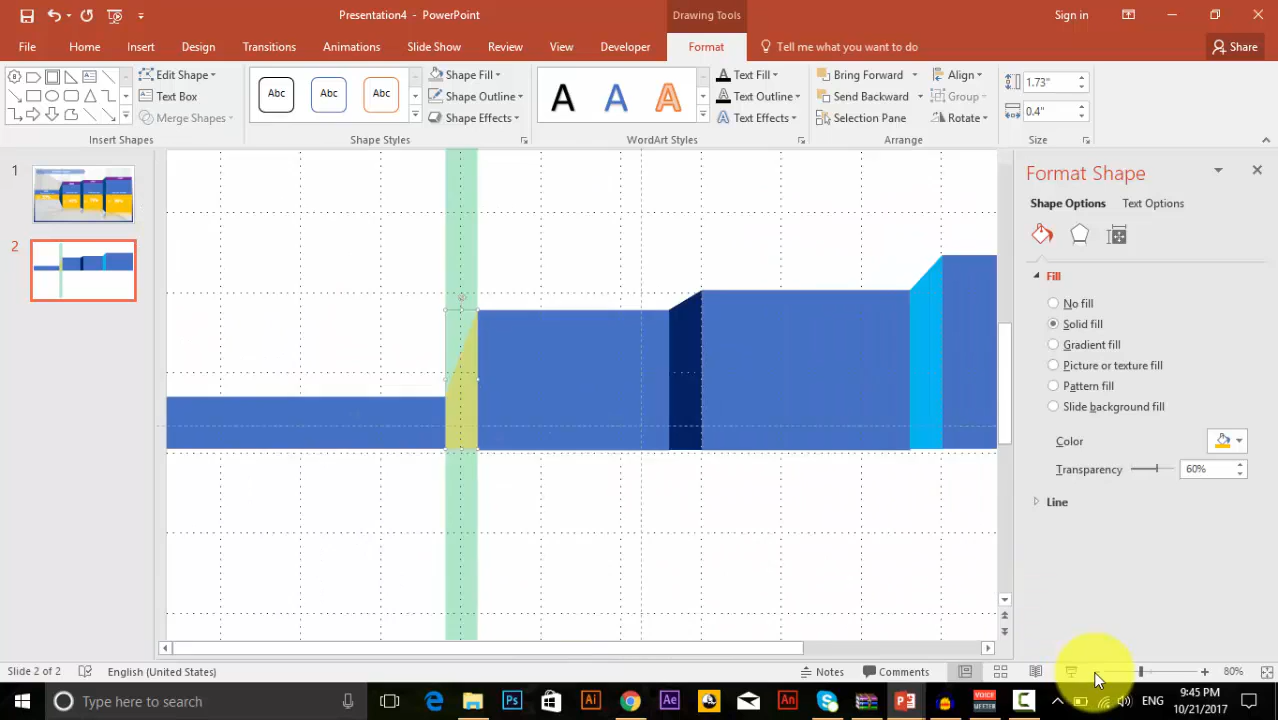 Presentation4 - PowerPoint
Drawing Tools
Sign in
File
Home
Insert
Design
Transitions
Animations
Slide Show
Review
View
Developer
Format
Tell me what you want to do
Share
Edit Shape
Text Box
Merge Shapes
Insert Shapes
Abc
Abc
Abc
Shape Fill
Shape Outline
Shape Effects
Shape Styles
A
A
A
Text Fill
Text Outline
Text Effects
WordArt Styles
Bring Forward
Send Backward
Selection Pane
Align
Group
Rotate
Arrange
1.73"
0.4"
Size
1
2
Format Shape
Shape Options
Text Options
Fill
No fill
Solid fill
Gradient fill
Picture or texture fill
Pattern fill
Slide background fill
Color
Transparency
60%
Line
Slide 2 of 2
English (United States)
Notes
Comments
80%
Type here to search
Ps
Ai
Ae
An
VOICE MEETER
ENG
9:45 PM
10/21/2017